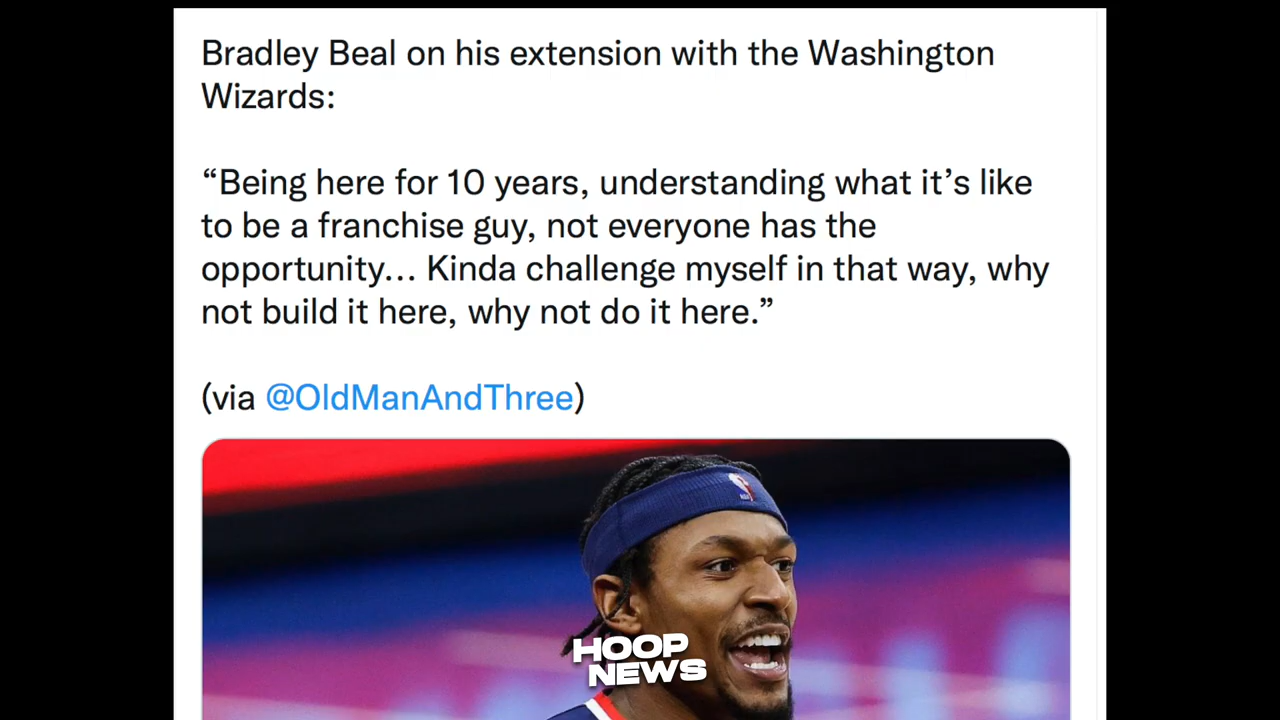 Bradley Beal on his extension with the Washington
Wizards:
“Being here for 10 years, understanding what it’s like
to be a franchise guy, not everyone has the
opportunity… Kinda challenge myself in that way, why
not build it here, why not do it here.”
(via @OldManAndThree)
HOOP
NEWS